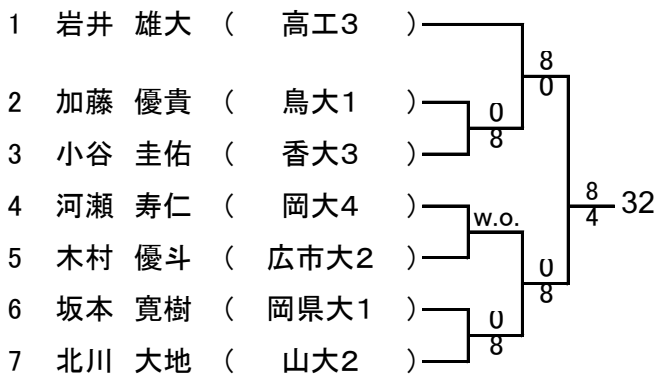 1 岩井 雄大 ( 高工3 )
8
0
2 加藤 優貴 ( 鳥大1 )
0
8
3 小谷 圭佑 ( 香大3 )
4 河瀬 寿仁 ( 岡大4 )
w.o.
8
4
32
5 木村 優斗 ( 広市大2 )
0
8
6 坂本 寛樹 ( 岡県大1 )
0
8
7 北川 大地 ( 山大2 )